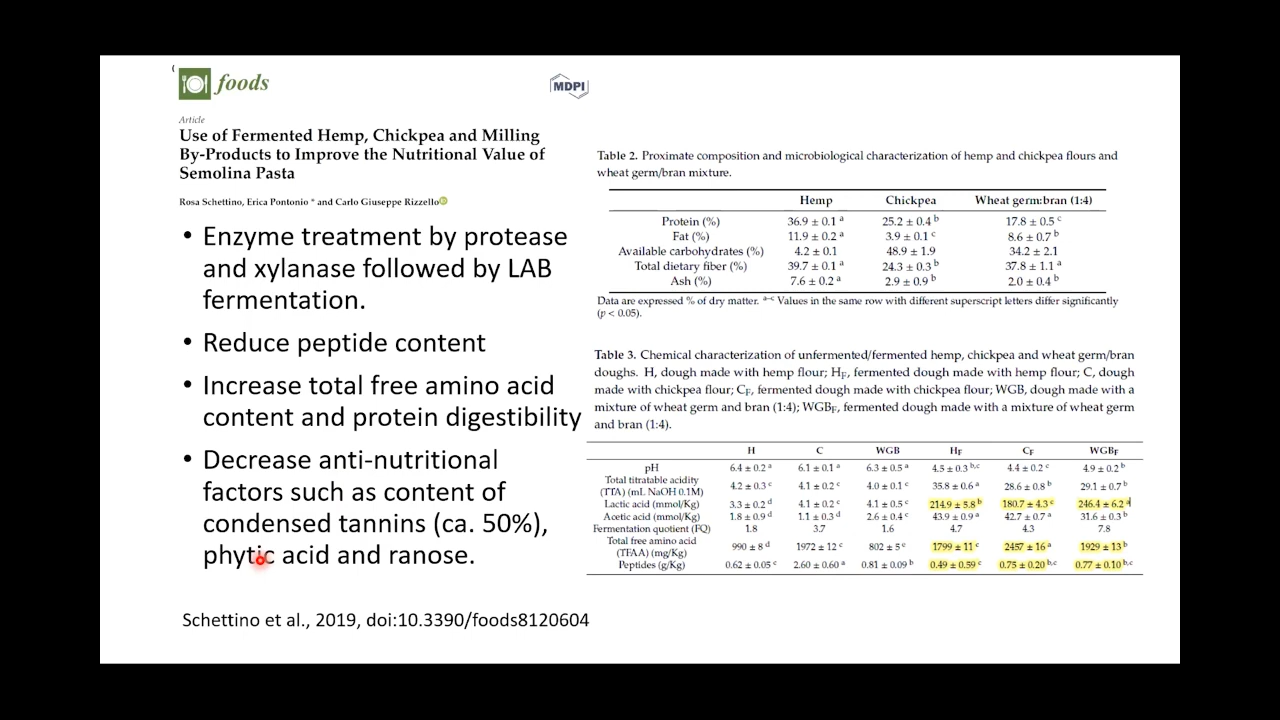 foods
MDPI
Article
Use of Fermented Hemp, Chickpea and Milling
By-Products to Improve the Nutritional Value of
Semolina Pasta
Rosa Schettino, Erica Pontonio * and Carlo Giuseppe Rizzello
• Enzyme treatment by protease
and xylanase followed by LAB
fermentation.
• Reduce peptide content
• Increase total free amino acid
content and protein digestibility
• Decrease anti-nutritional
factors such as content of
condensed tannins (ca. 50%),
phytic acid and ranose.
Schettino et al., 2019, doi:10.3390/foods8120604
Table 2. Proximate composition and microbiological characterization of hemp and chickpea flours and
wheat germ/bran mixture.
Hemp Chickpea Wheat germ:bran (1:4)
Protein (%) 36.9 ± 0.1 a 25.2 ± 0.4 b 17.8 ± 0.5 c
Fat (%) 11.9 ± 0.2 a 3.9 ± 0.1 c 8.6 ± 0.7 b
Available carbohydrates (%) 4.2 ± 0.1 48.9 ± 1.9 34.2 ± 2.1
Total dietary fiber (%) 39.7 ± 0.1 a 24.3 ± 0.3 b 37.8 ± 1.1 a
Ash (%) 7.6 ± 0.2 a 2.9 ± 0.9 b 2.0 ± 0.4 b
Data are expressed % of dry matter. a–c Values in the same row with different superscript letters differ significantly
(p < 0.05).
Table 3. Chemical characterization of unfermented/fermented hemp, chickpea and wheat germ/bran
doughs. H, dough made with hemp flour; HF, fermented dough made with hemp flour; C, dough
made with chickpea flour; CF, fermented dough made with chickpea flour; WGB, dough made with a
mixture of wheat germ and bran (1:4); WGBF, fermented dough made with a mixture of wheat germ
and bran (1:4).
H C WGB HF CF WGBF
pH 6.4 ± 0.2 a 6.1 ± 0.1 a 6.3 ± 0.5 a 4.5 ± 0.3 b,c 4.4 ± 0.2 c 4.9 ± 0.2 b
Total titratable acidity
(TTA) (mL NaOH 0.1M) 4.2 ± 0.3 c 4.1 ± 0.2 c 4.0 ± 0.1 c 35.8 ± 0.6 a 28.6 ± 0.8 b 29.1 ± 0.7 b
Lactic acid (mmol/Kg) 3.3 ± 0.2 d 4.1 ± 0.2 c 4.1 ± 0.5 c 214.9 ± 5.8 b 180.7 ± 4.3 c 246.4 ± 6.2 a
Acetic acid (mmol/Kg) 1.8 ± 0.9 d 1.1 ± 0.3 d 2.6 ± 0.4 c 43.9 ± 0.9 a 42.7 ± 0.7 a 31.6 ± 0.3 b
Fermentation quotient (FQ) 1.8 3.7 1.6 4.7 4.3 7.8
Total free amino acid
(TFAA) (mg/Kg) 990 ± 8 d 1972 ± 12 c 802 ± 5 e 1799 ± 11 c 2457 ± 16 a 1929 ± 13 b
Peptides (g/Kg) 0.62 ± 0.05 c 2.60 ± 0.60 a 0.81 ± 0.09 b 0.49 ± 0.59 c 0.75 ± 0.20 b,c 0.77 ± 0.10 b,c